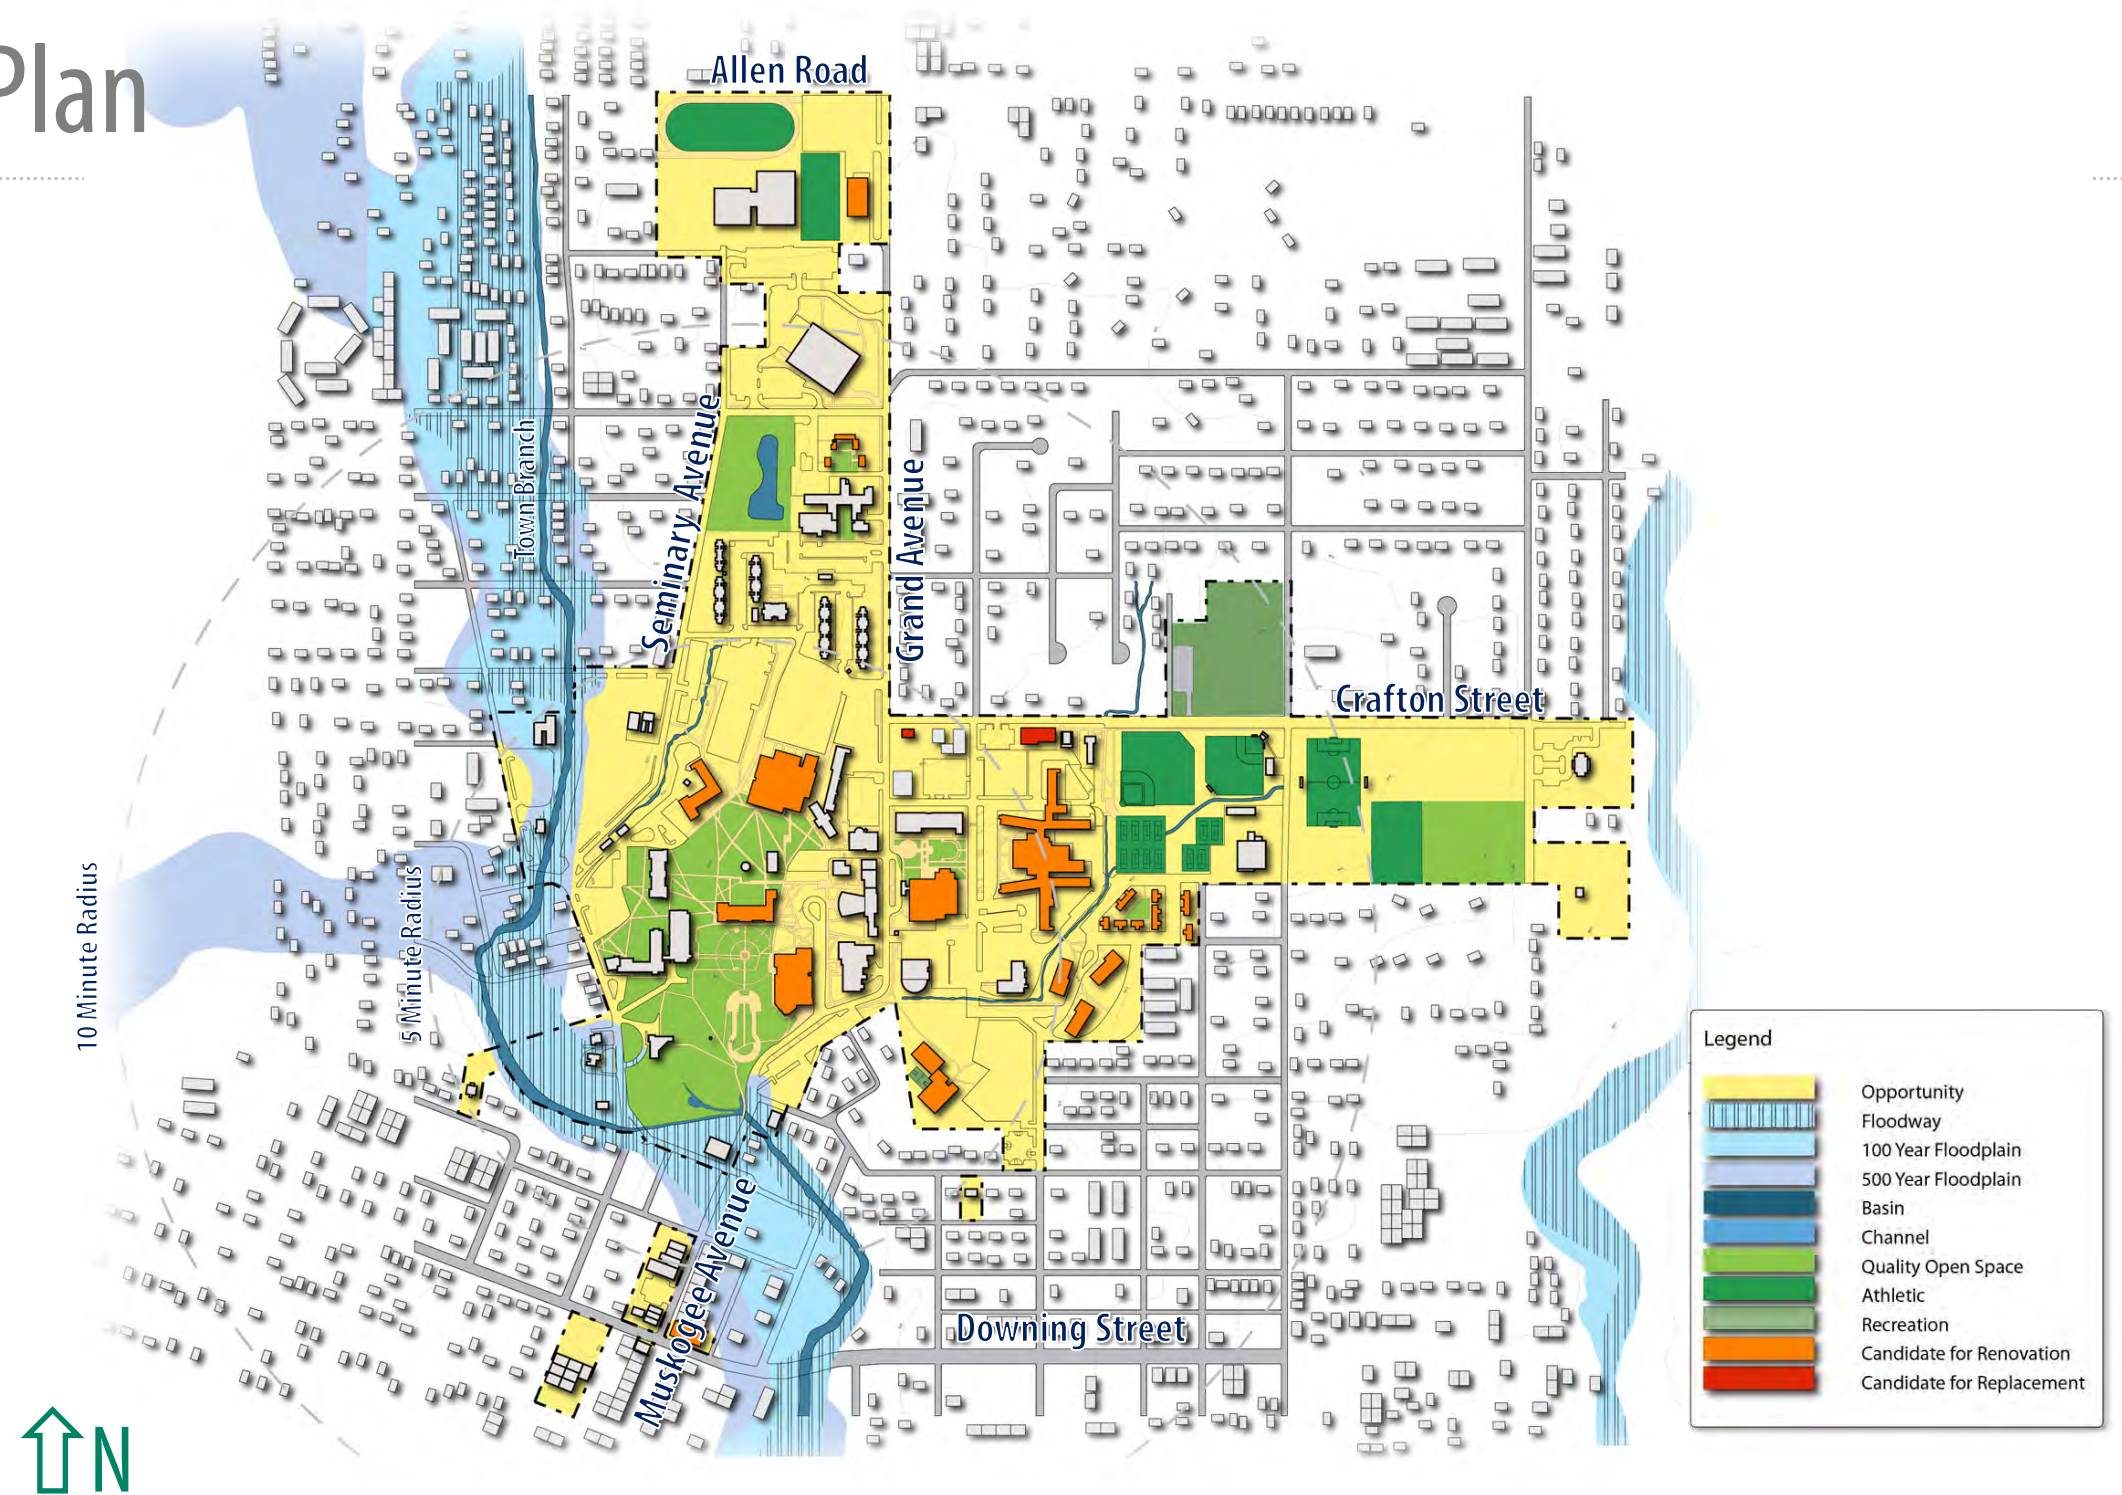 Plan
Allen Road
Seminary Avenue
Town Branch
Grand Avenue
Crafton Street
10 Minute Radius
5 Minute Radius
Muskogee Avenue
Downing Street
N
Legend
Opportunity
Floodway
100 Year Floodplain
500 Year Floodplain
Basin
Channel
Quality Open Space
Athletic
Recreation
Candidate for Renovation
Candidate for Replacement